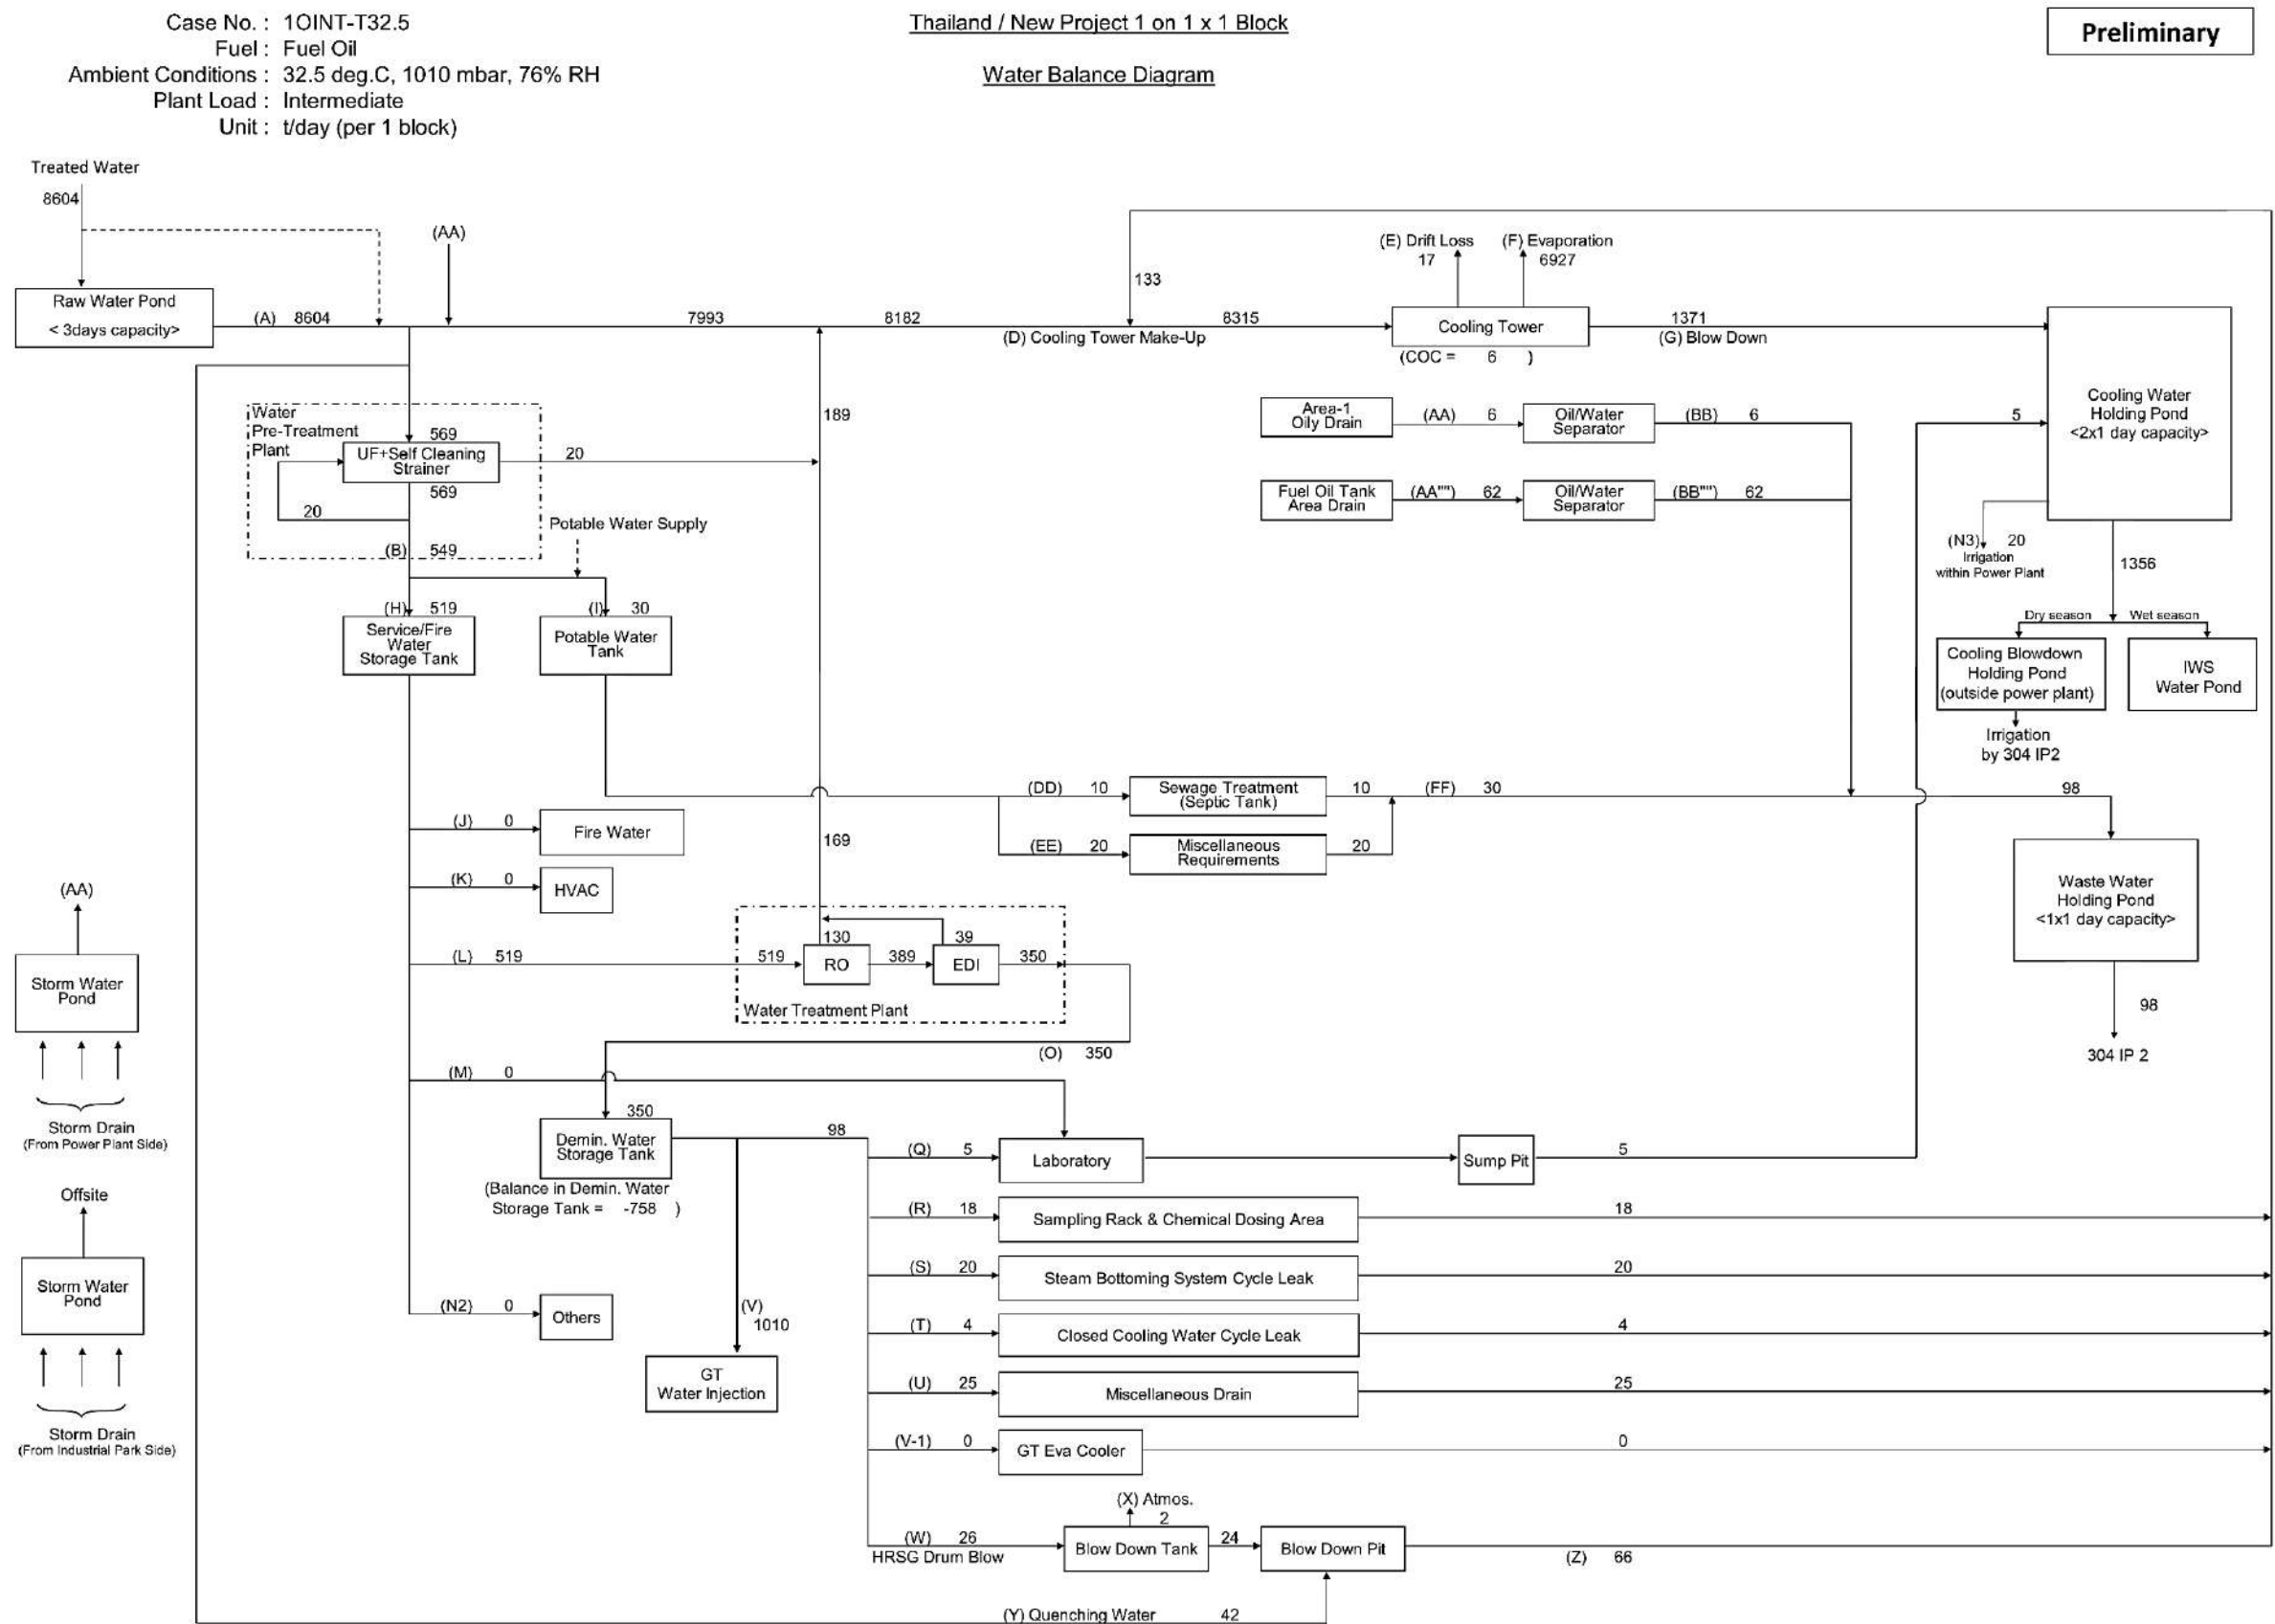 Case No. : 1OINT-T32.5
Fuel : Fuel Oil
Ambient Conditions : 32.5 deg.C, 1010 mbar, 76% RH
Plant Load : Intermediate
Unit : t/day (per 1 block)
Thailand / New Project 1 on 1 x 1 Block
Water Balance Diagram
Preliminary
Treated Water
8604
(AA)
Raw Water Pond
< 3days capacity>
(A) 8604
7993
8182
133
(D) Cooling Tower Make-Up
8315
(E) Drift Loss
17
(F) Evaporation
6927
Cooling Tower
(COC = 6 )
1371
(G) Blow Down
Cooling Water
Holding Pond
<2x1 day capacity>
5
(N3) 20
Irrigation
within Power Plant
1356
Dry season
Wet season
Cooling Blowdown
Holding Pond
(outside power plant)
IWS
Water Pond
Irrigation
by 304 IP2
Area-1
Oily Drain
(AA) 6
Oil/Water
Separator
(BB) 6
Fuel Oil Tank
Area Drain
(AA"") 62
Oil/Water
Separator
(BB"") 62
Water
Pre-Treatment
Plant
569
UF+Self Cleaning
Strainer
569
20
20
(B) 549
189
Potable Water Supply
(H) 519
Service/Fire
Water
Storage Tank
(I) 30
Potable Water
Tank
(DD) 10
Sewage Treatment
(Septic Tank)
10
(FF) 30
98
(EE) 20
Miscellaneous
Requirements
20
Waste Water
Holding Pond
<1x1 day capacity>
98
304 IP 2
(J) 0
Fire Water
(K) 0
HVAC
169
(L) 519
519
130
RO
389
39
EDI
350
Water Treatment Plant
(O) 350
(M) 0
350
Demin. Water
Storage Tank
(Balance in Demin. Water
Storage Tank = -758 )
98
(V)
1010
GT
Water Injection
(N2) 0
Others
(Q) 5
Laboratory
Sump Pit
5
(R) 18
Sampling Rack & Chemical Dosing Area
18
(S) 20
Steam Bottoming System Cycle Leak
20
(T) 4
Closed Cooling Water Cycle Leak
4
(U) 25
Miscellaneous Drain
25
(V-1) 0
GT Eva Cooler
0
(X) Atmos.
2
(W) 26
HRSG Drum Blow
Blow Down Tank
24
Blow Down Pit
(Z) 66
(Y) Quenching Water 42
(AA)
Storm Water
Pond
Storm Drain
(From Power Plant Side)
Offsite
Storm Water
Pond
Storm Drain
(From Industrial Park Side)